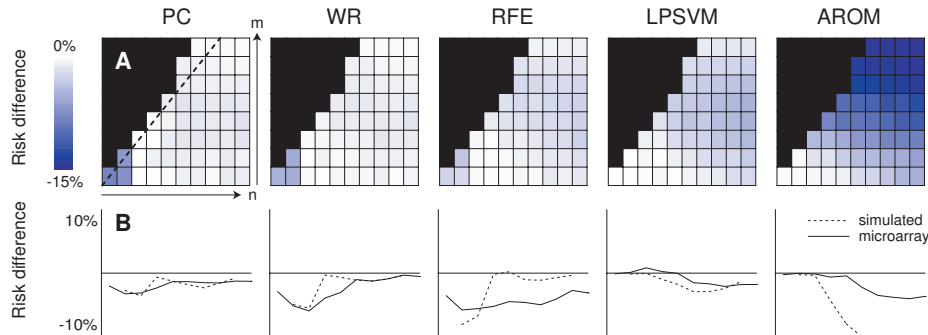 PC WR RFE LPSVM AROM
m
0%
A
Risk difference
-15%
n
10%
B
simulated
microarray
Risk difference
-10%